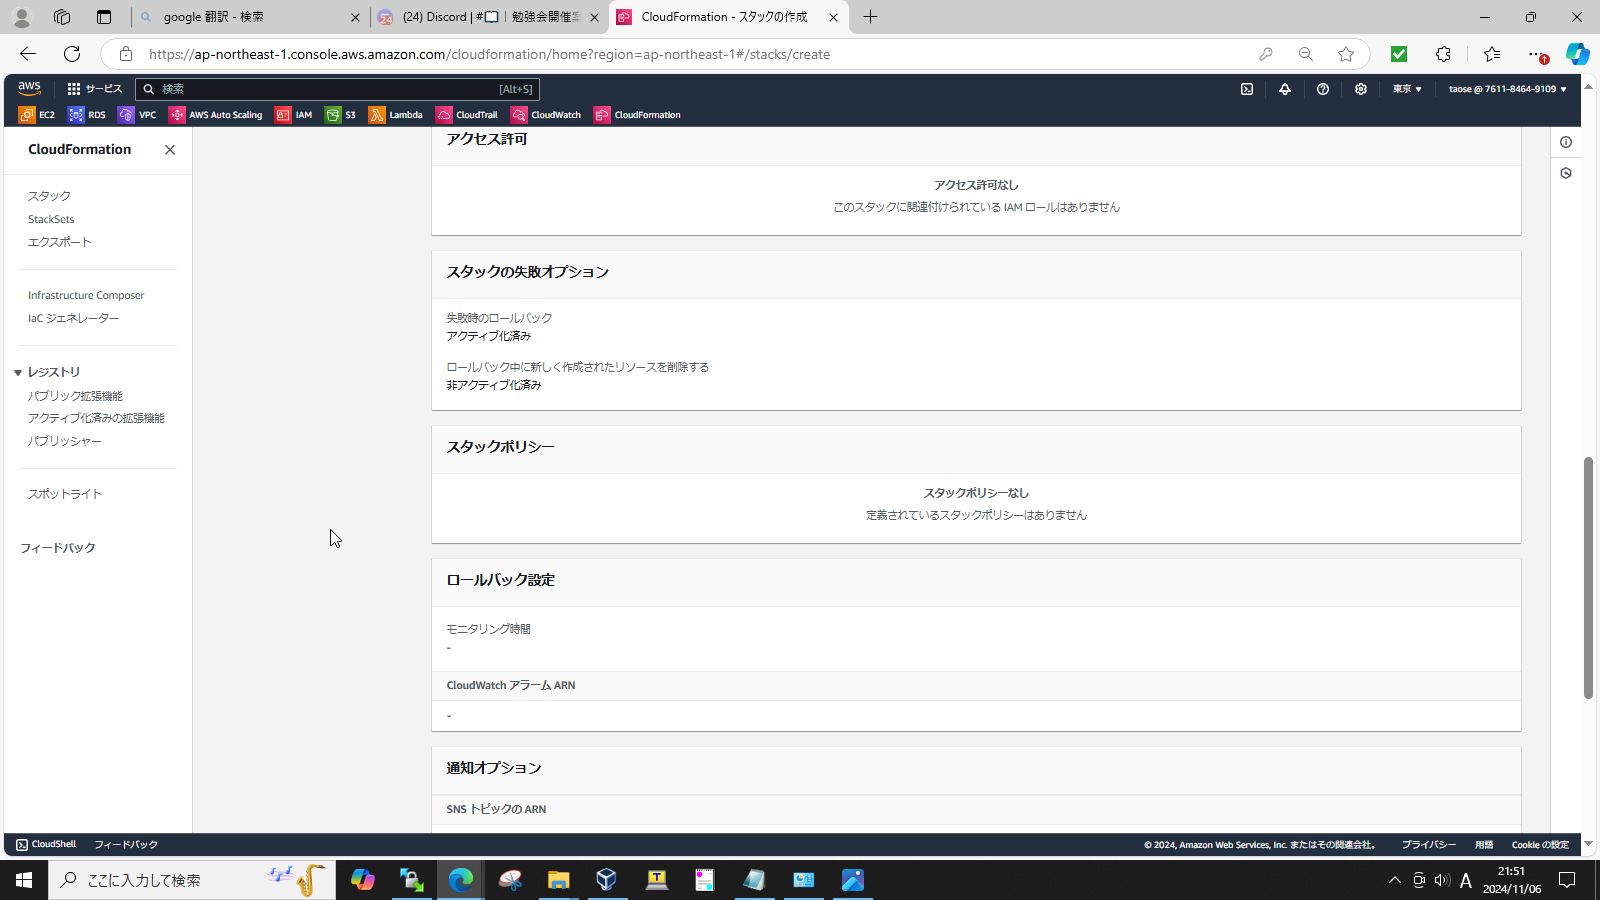 google 翻訳 - 検索
(24) Discord | #📖 | 勉強会開催案
CloudFormation - スタックの作成
https://ap-northeast-1.console.aws.amazon.com/cloudformation/home?region=ap-northeast-1#/stacks/create
aws
サービス
検索
[Alt+S]
東京
taose @ 7611-8464-9109
EC2
RDS
VPC
AWS Auto Scaling
IAM
S3
Lambda
CloudTrail
CloudWatch
CloudFormation
CloudFormation
スタック
StackSets
エクスポート
Infrastructure Composer
IaC ジェネレーター
レジストリ
パブリック拡張機能
アクティブ化済みの拡張機能
パブリッシャー
スポットライト
フィードバック
アクセス許可
アクセス許可なし
このスタックに関連付けられている IAM ロールはありません
スタックの失敗オプション
失敗時のロールバック
アクティブ化済み
ロールバック中に新しく作成されたリソースを削除する
非アクティブ化済み
スタックポリシー
スタックポリシーなし
定義されているスタックポリシーはありません
ロールバック設定
モニタリング時間
-
CloudWatch アラーム ARN
-
通知オプション
SNS トピックの ARN
CloudShell
フィードバック
© 2024, Amazon Web Services, Inc. またはその関連会社。
プライバシー
用語
Cookie の設定
ここに入力して検索
A
21:51
2024/11/06